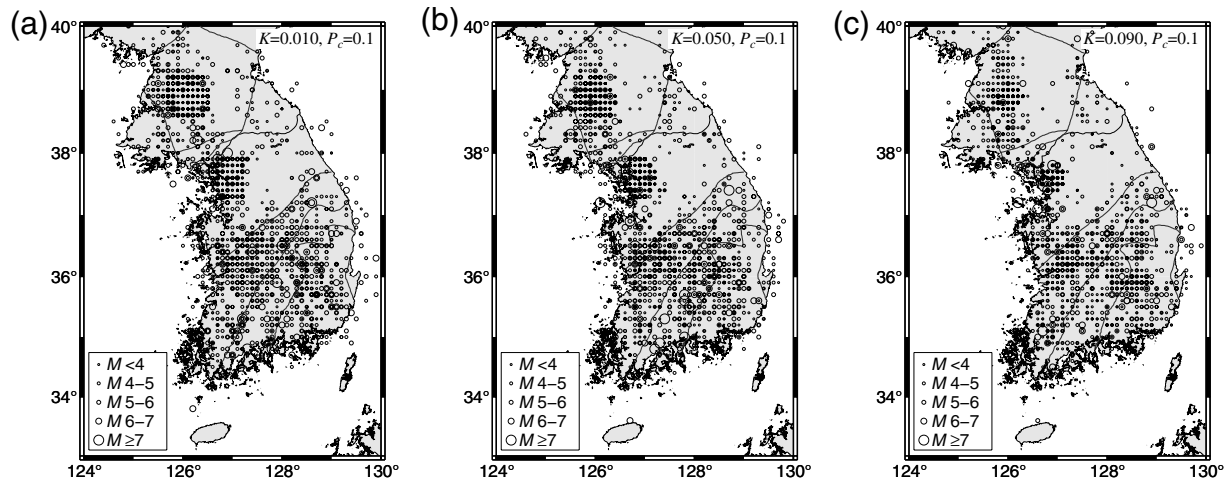 (a)
40°
K=0.010, Pc=0.1
38°
36°
34°
M <4
M 4–5
M 5–6
M 6–7
M ≥7
124° 126° 128° 130°
(b)
40°
K=0.050, Pc=0.1
38°
36°
34°
M <4
M 4–5
M 5–6
M 6–7
M ≥7
124° 126° 128° 130°
(c)
40°
K=0.090, Pc=0.1
38°
36°
34°
M <4
M 4–5
M 5–6
M 6–7
M ≥7
124° 126° 128° 130°